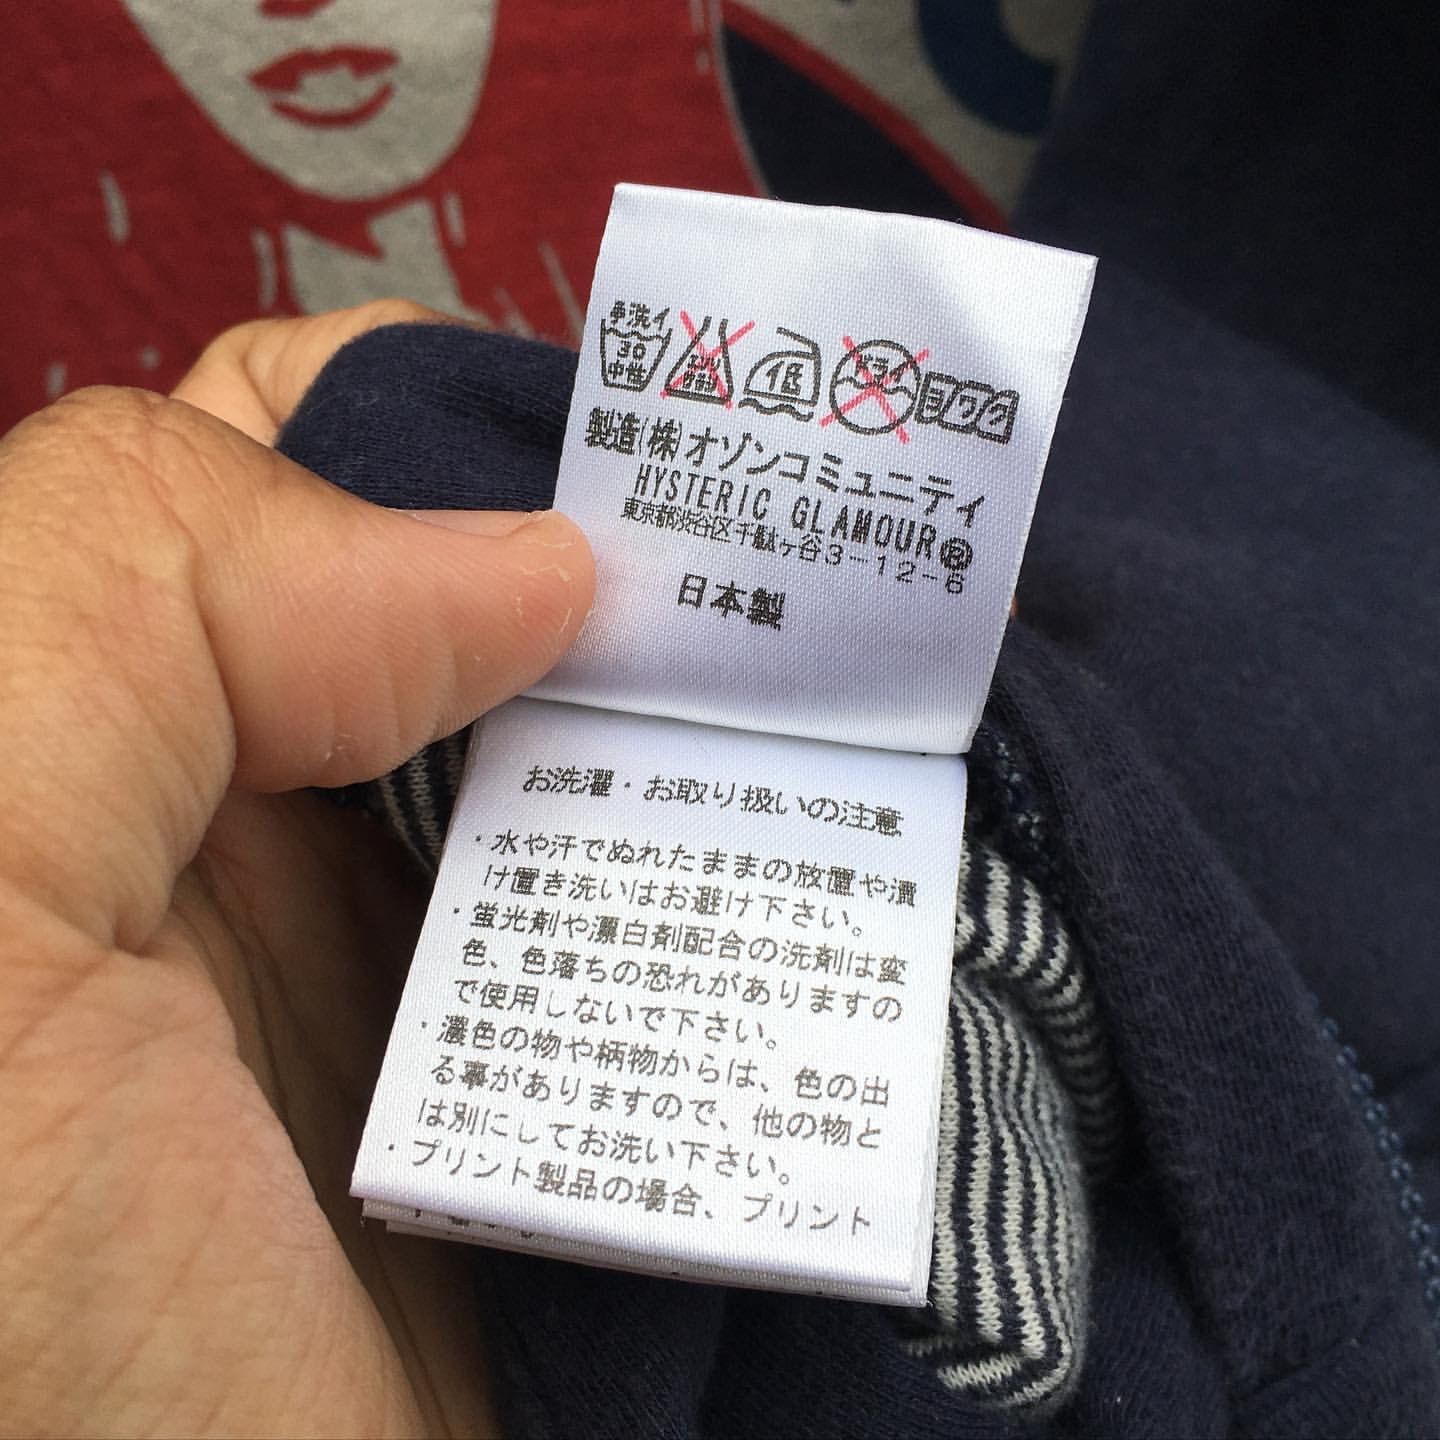 手洗イ
30
中性
エンソ
サラシ
低
ドライ
ヨワク
製造(株)オゾンコミュニティ
HYSTERIC GLAMOUR®
東京都渋谷区千駄ヶ谷3-12-6
日本製
お洗濯・お取り扱いの注意
・水や汗でぬれたままの放置や漬
け置き洗いはお避け下さい。
・蛍光剤や漂白剤配合の洗剤は変
色、色落ちの恐れがありますの
で使用しないで下さい。
・濃色の物や柄物からは、色の出
る事がありますので、他の物と
は別にしてお洗い下さい。
・プリント製品の場合、プリント